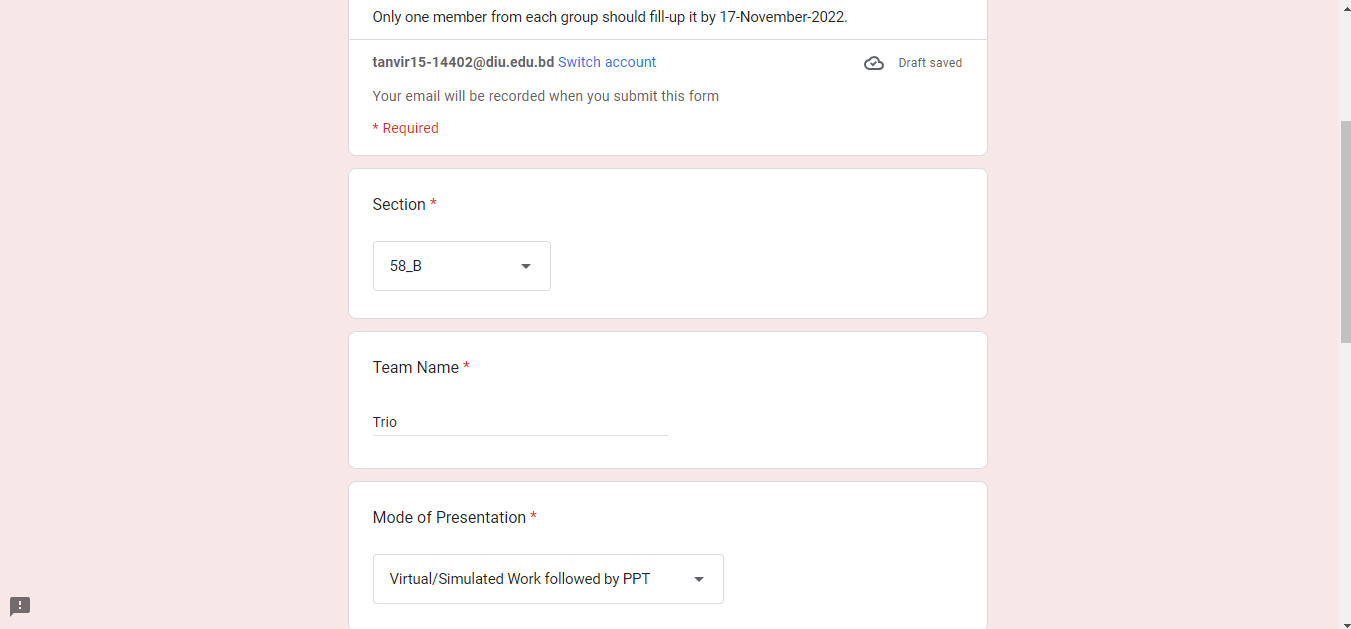 Only one member from each group should fill-up it by 17-November-2022.
tanvir15-14402@diu.edu.bd Switch account
Draft saved
Your email will be recorded when you submit this form
* Required
Section *
58_B
Team Name *
Trio
Mode of Presentation *
Virtual/Simulated Work followed by PPT